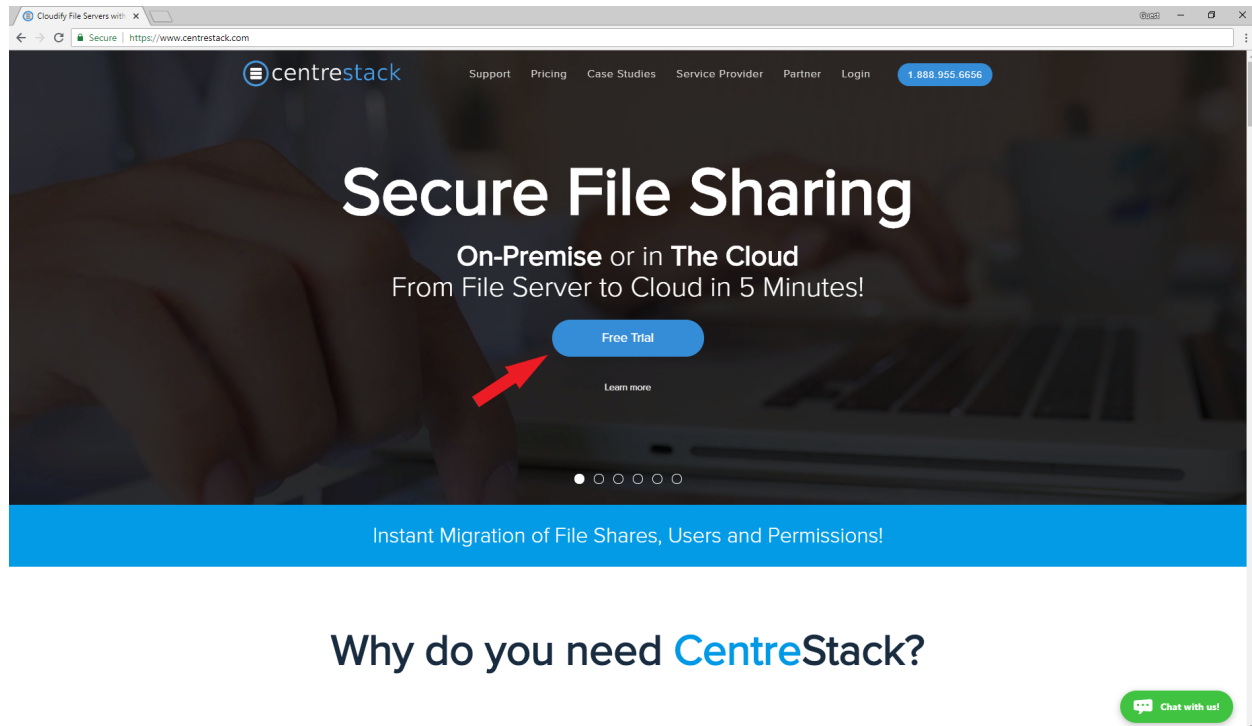 Cloudify File Servers with
Guest
Secure | https://www.centrestack.com
centrestack
Support Pricing Case Studies Service Provider Partner Login 1.888.955.6656
Secure File Sharing
On-Premise or in The Cloud
From File Server to Cloud in 5 Minutes!
Free Trial
Learn more
Instant Migration of File Shares, Users and Permissions!
Why do you need CentreStack?
Chat with us!